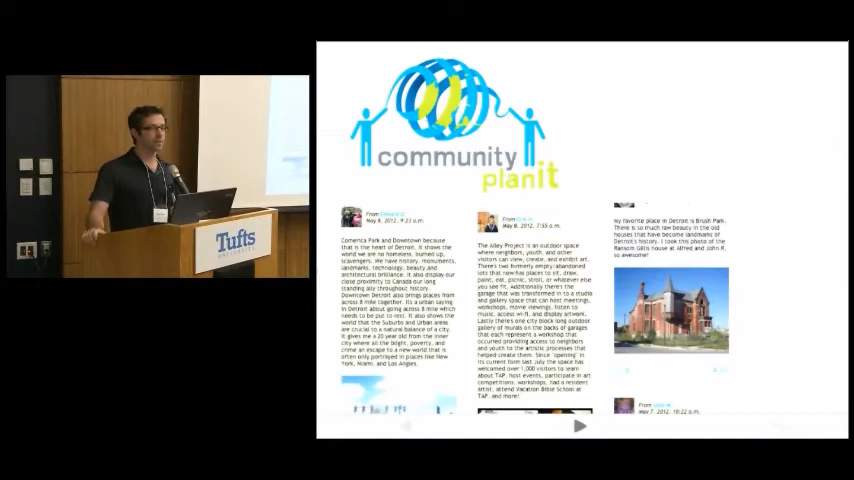 Tufts
UNIVERSITY
community
planit
From
May 8, 2012, 9:23 a.m.
Comerica Park and Downtown because
that is the heart of Detroit. It shows the
world we are no homeless, burned up,
scavengers. We have history, monuments,
landmarks, technology, beauty and
architectural brilliance. It also display our
close proximity to Canada our long
standing ally throughout history.
Downtown Detroit also brings places from
across 8 mile together. Its a urban saying
in Detroit about going across 8 mile which
needs to be put to rest. It also shows the
world that the Suburbs and Urban areas
are crucial to a natural balance of a city.
It gives me a 20 year old from the inner
city where all the blight, poverty, and
crime an escape to a new world that is
often only portrayed in places like New
York, Miami, and Los Angles.
From
May 8, 2012, 7:55 a.m.
The Alley Project is an outdoor space
where neighbors, youth, and other
visitors can view, create, and exhibit art.
There's two formerly empty/abandoned
lots that now has places to sit, draw,
paint, eat, picnic, stroll, or whatever else
you see fit. Additionally there's the
garage that was transformed in to a studio
and gallery space that can host meetings,
workshops, movie viewings, listen to
music, access wi-fi, and display artwork.
Lastly there's one city block long outdoor
gallery of murals on the backs of garages
that each represent a workshop that
occurred providing access to neighbors
and youth to the artistic processes that
helped create them. Since "opening" in
its current form last July the space has
welcomed over 1,000 visitors to learn
about TAP, host events, participate in art
competitions, workshops, had a resident
artist, attend Vacation Bible School at
TAP, and more!
my favorite place in Detroit is Brush Park.
There is so much raw beauty in the old
houses that have become landmarks of
Detroit's history. I took this photo of the
Ransom Gillis house at Alfred and John R.
so awesome!
From
May 7, 2012, 10:22 a.m.